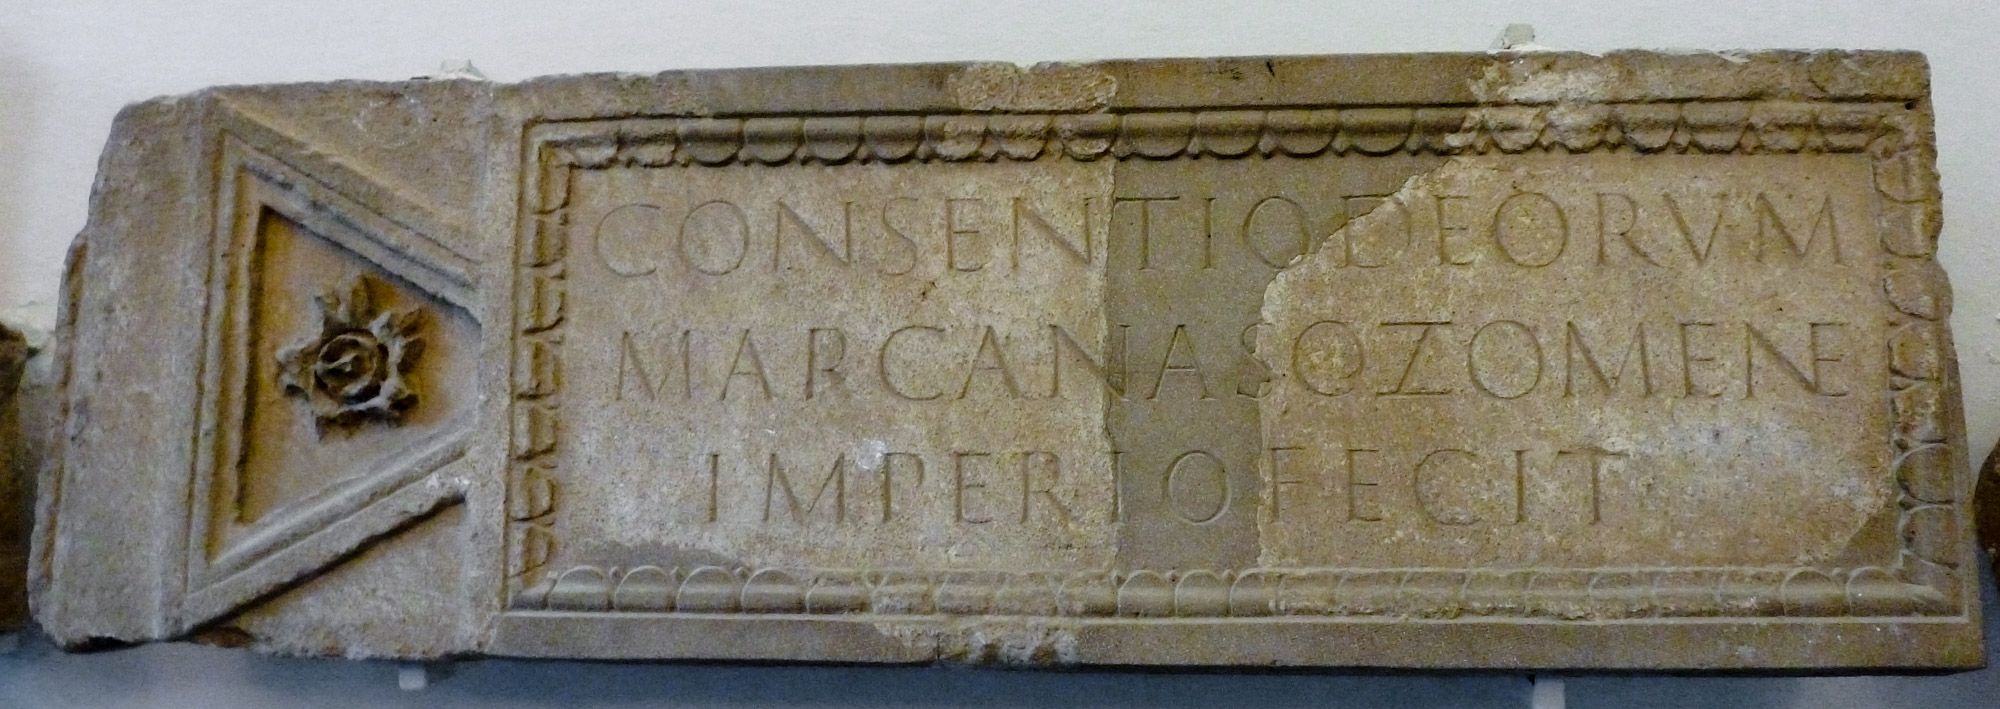 CONSENTIO DEORVM
MARCANA SOZOMENE
IMPERIO FECIT